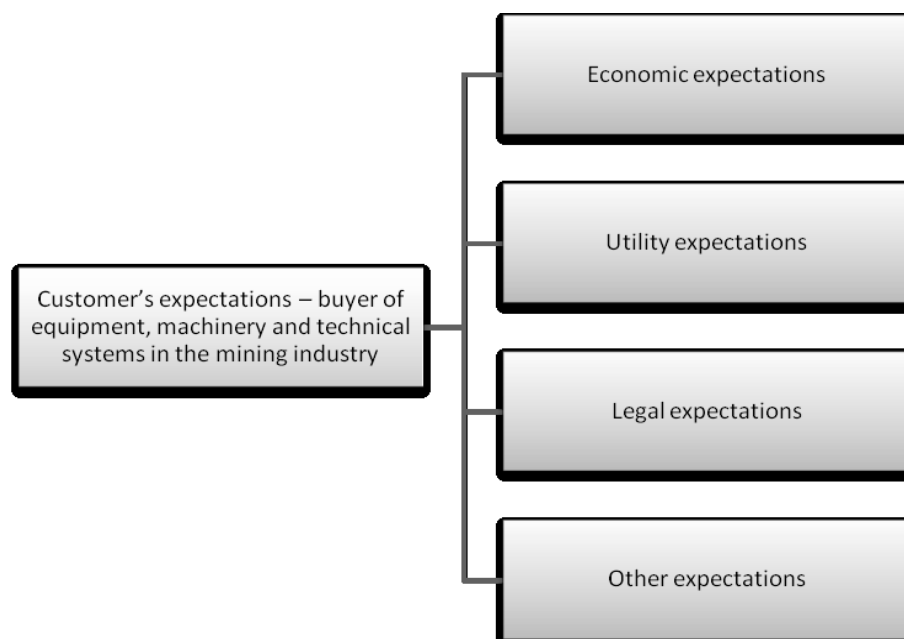 Economic expectations
Utility expectations
Customer’s expectations – buyer of
equipment, machinery and technical
systems in the mining industry
Legal expectations
Other expectations